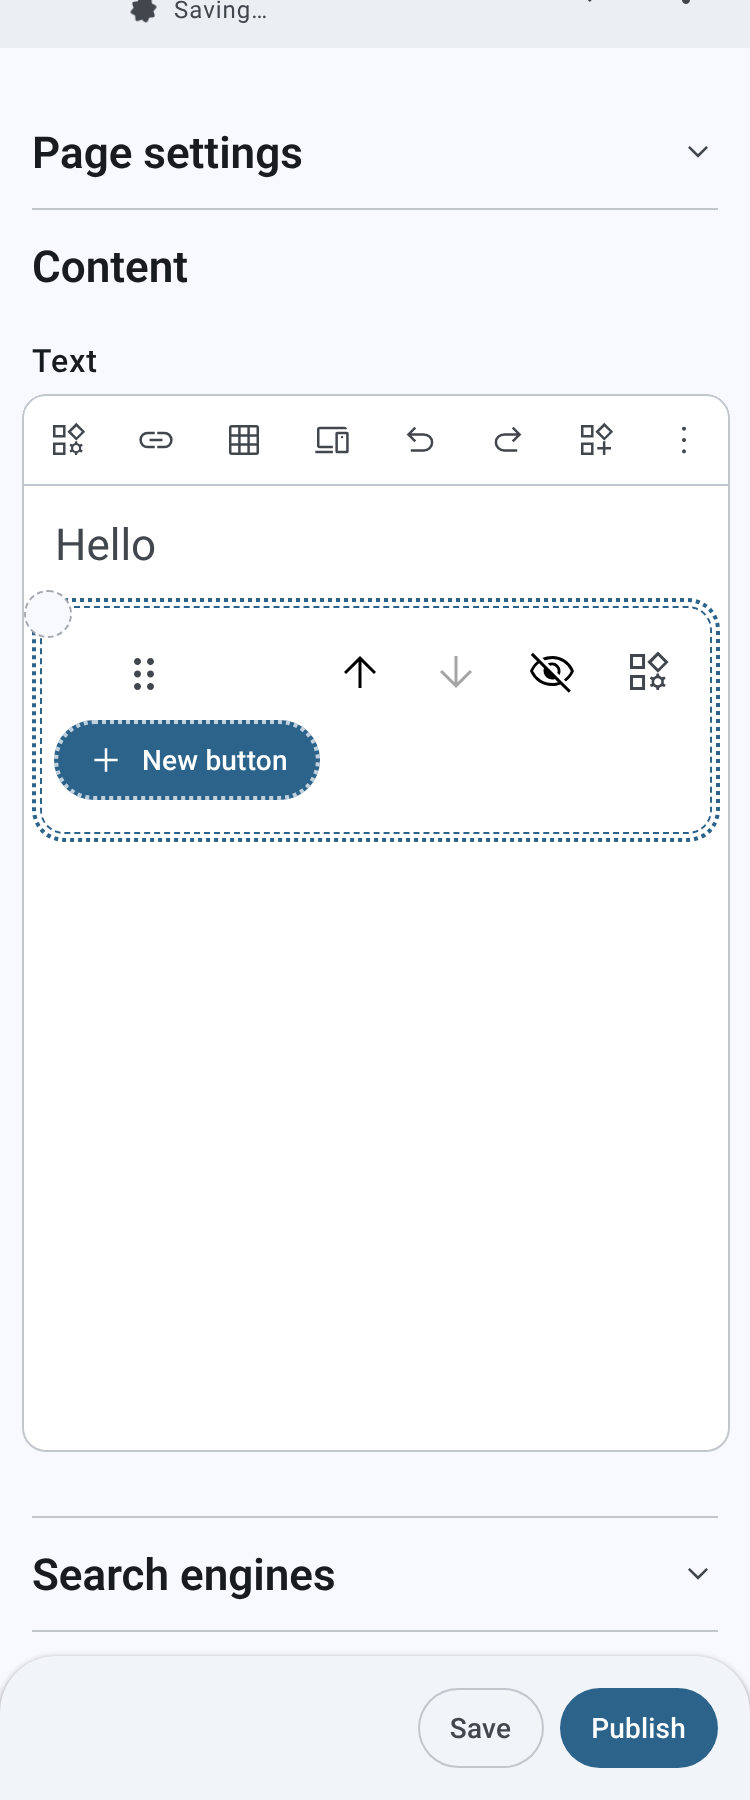 Saving…
Page settings
Content
Text
Hello
New button
Search engines
Save
Publish